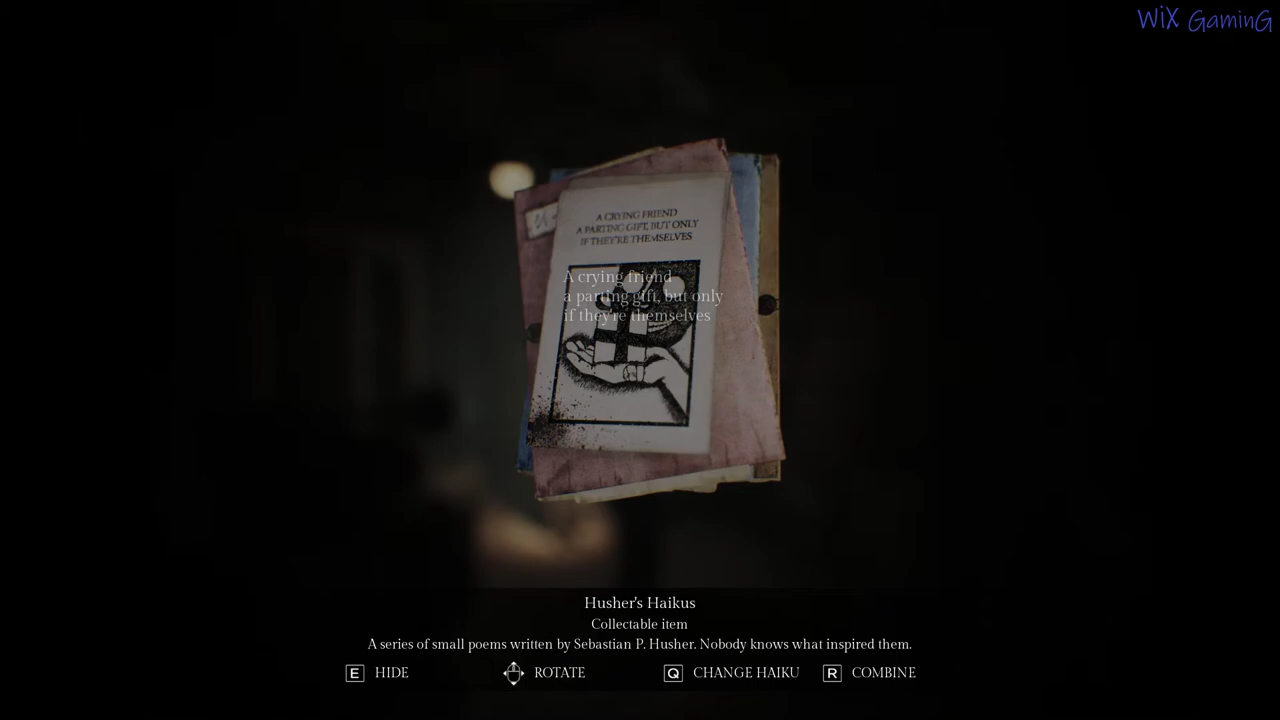 WiX GaminG
A CRYING FRIEND
A PARTING GIFT, BUT ONLY
IF THEY'RE THEMSELVES
A crying friend
a parting gift, but only
if they're themselves
Husher's Haikus
Collectable item
A series of small poems written by Sebastian P. Husher. Nobody knows what inspired them.
E HIDE ROTATE Q CHANGE HAIKU R COMBINE